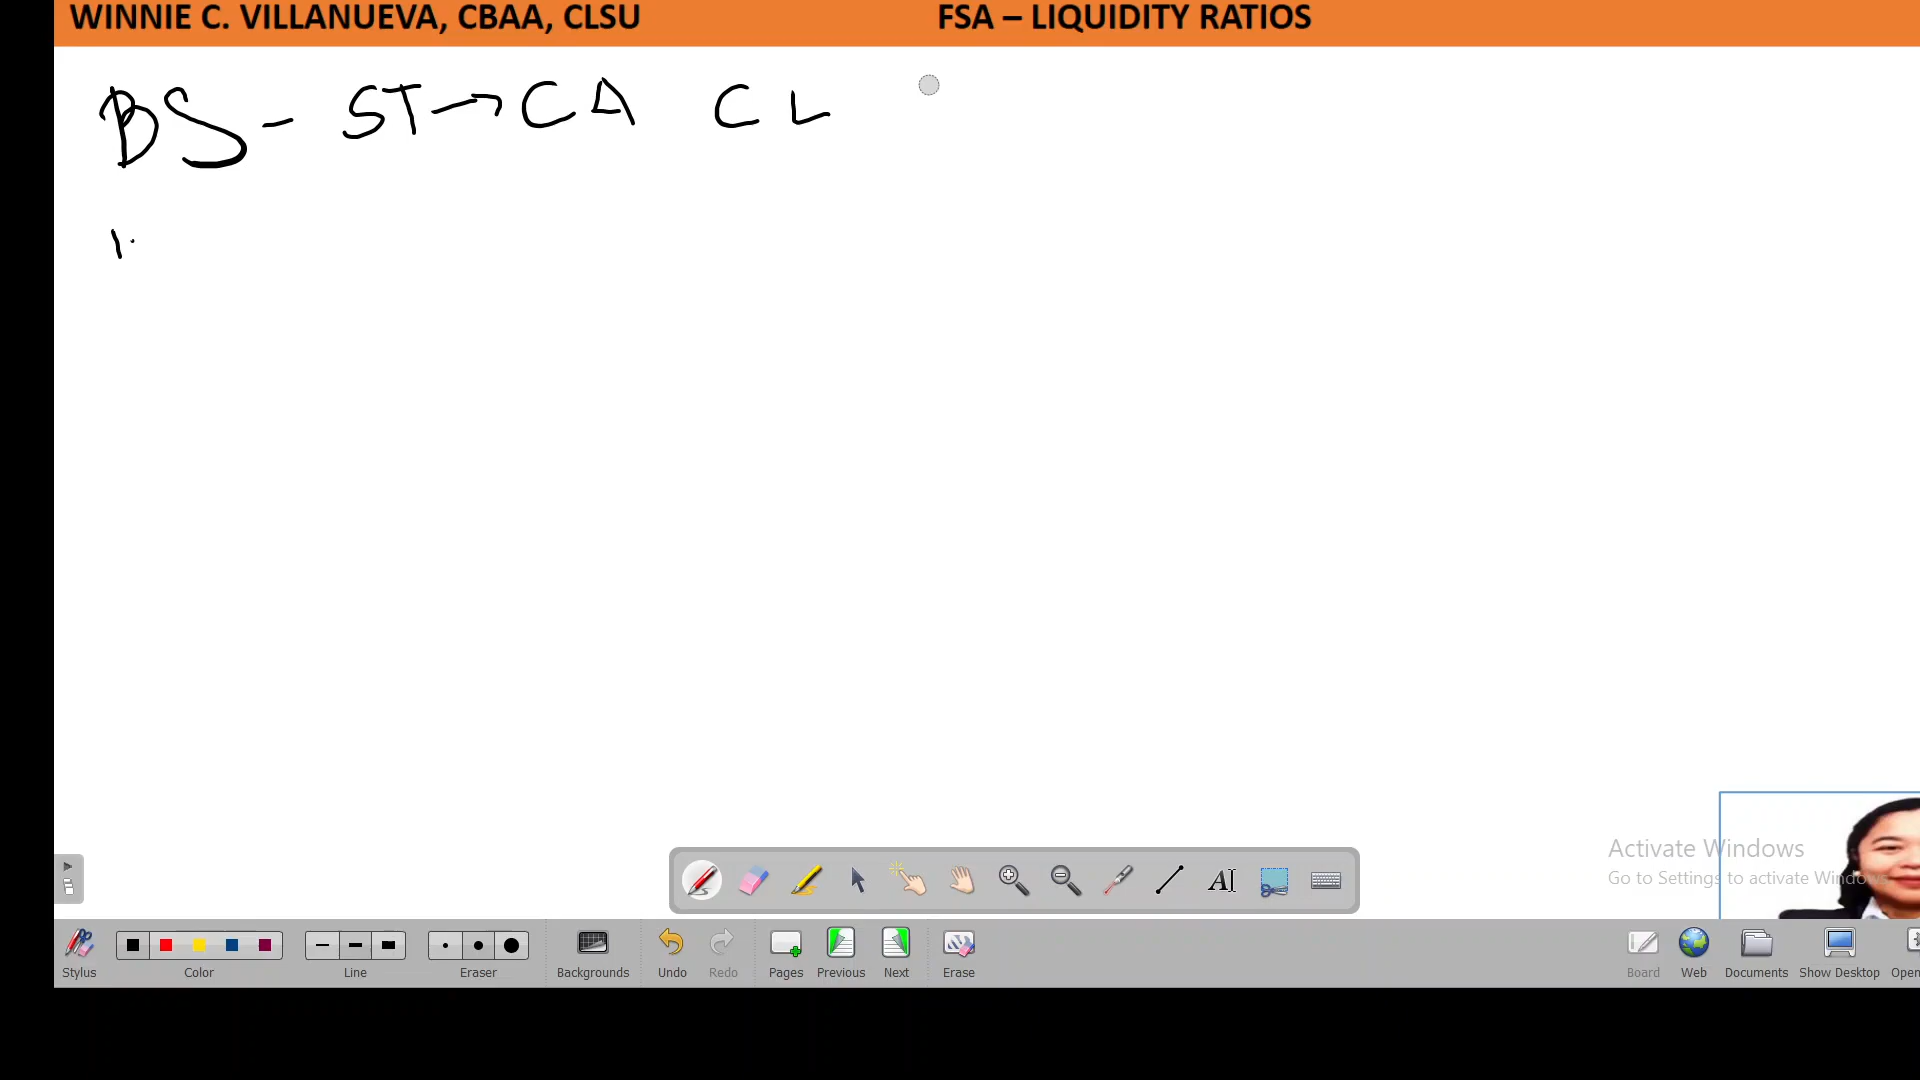 WINNIE C. VILLANUEVA, CBAA, CLSU FSA – LIQUIDITY RATIOS
BS - ST → CA CL
1.
Activate Windows
Go to Settings to activate Windows
Stylus Color Line Eraser Backgrounds Undo Redo Pages Previous Next Erase Board Web Documents Show Desktop Open